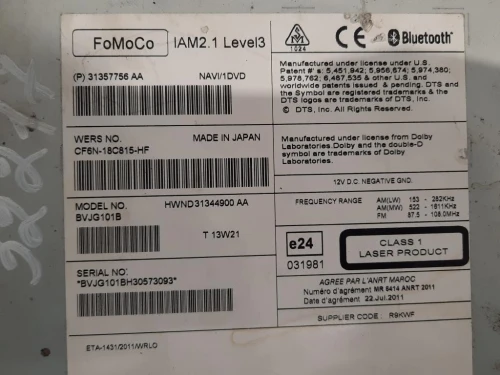 FoMoCo IAM2.1 Level3
(P) 31357756 AA NAVI/1DVD
WERS NO. MADE IN JAPAN
CF6N-18C815-HF
MODEL NO. HWND31344900 AA
BVJG101B
T 13W21
SERIAL NO:
"BVJG101BH30573093"
ETA-1431/2011/WRLD
1024
CE Bluetooth
Manufactured under license under U.S.
Patent #'s: 5,451,942; 5,956,674; 5,974,380;
5,978,762; 6,487,535 & other U.S. and
worldwide patents issued & pending. DTS and
the Symbol are registered trademarks & the
DTS logos are trademarks of DTS, Inc.
© DTS, Inc. All Rights Reserved.
Manufactured under license from Dolby
Laboratories.Dolby and the double-D
symbol are trademarks of Dolby
Laboratories.
12V D.C. NEGATIVE GND.
FREQUENCY RANGE AM(LW) 153 - 282KHz
AM(MW) 522 - 1611KHz
FM 87.5 - 108.0MHz
e24
031981
CLASS 1
LASER PRODUCT
AGREE PAR L'ANRT MAROC
Numéro d'agrément MR 6414 ANRT 2011
Date d'agrément 22.Jul.2011
SUPPLIER CODE : R9KWF